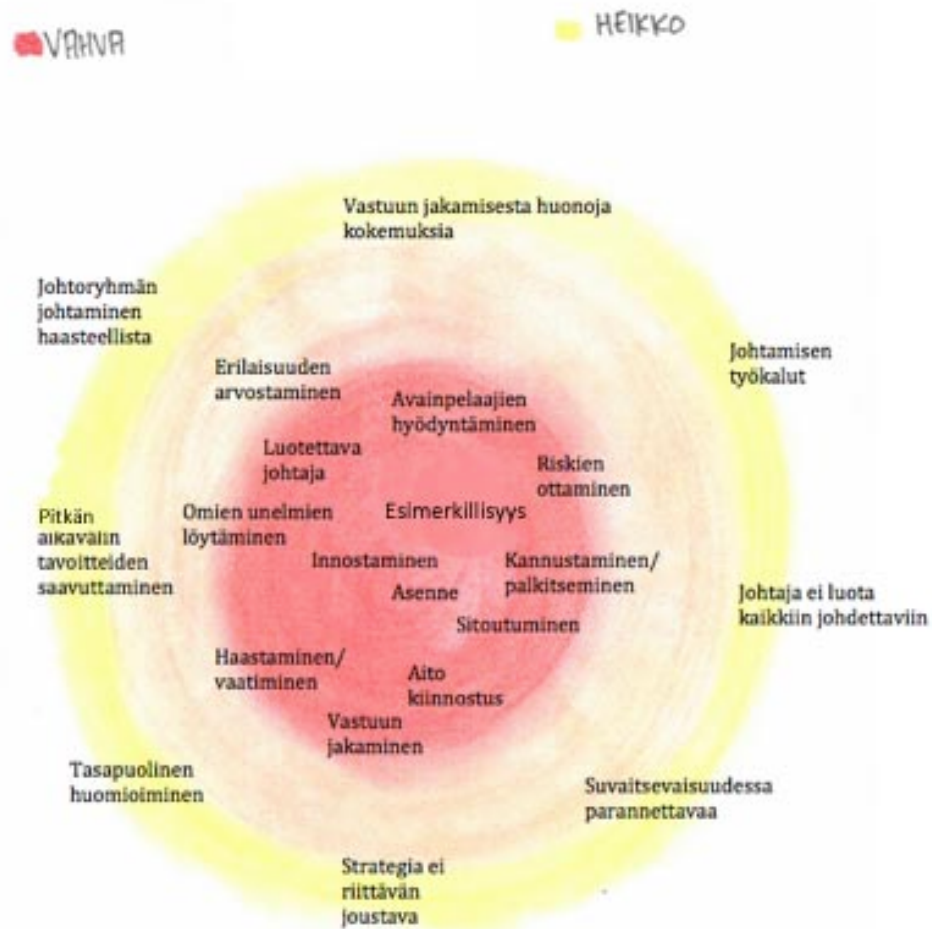 VAHVA
HEIKKO
Vastuun jakamisesta huonoja
kokemuksia
Johtoryhmän
johtaminen
haasteellista
Johtamisen
työkalut
Erilaisuuden
arvostaminen
Avainpelaajien
hyödyntäminen
Luotettava
johtaja
Riskien
ottaminen
Omien unelmien
löytäminen
Esimerkillisyys
Pitkän
aikavälin
tavoitteiden
saavuttaminen
Innostaminen
Kannustaminen/
palkitseminen
Asenne
Johtaja ei luota
kaikkiin johdettaviin
Sitoutuminen
Haastaminen/
vaatiminen
Aito
kiinnostus
Vastuun
jakaminen
Tasapuolinen
huomioiminen
Suvaitsevaisuudessa
parannettavaa
Strategia ei
riittävän
joustava